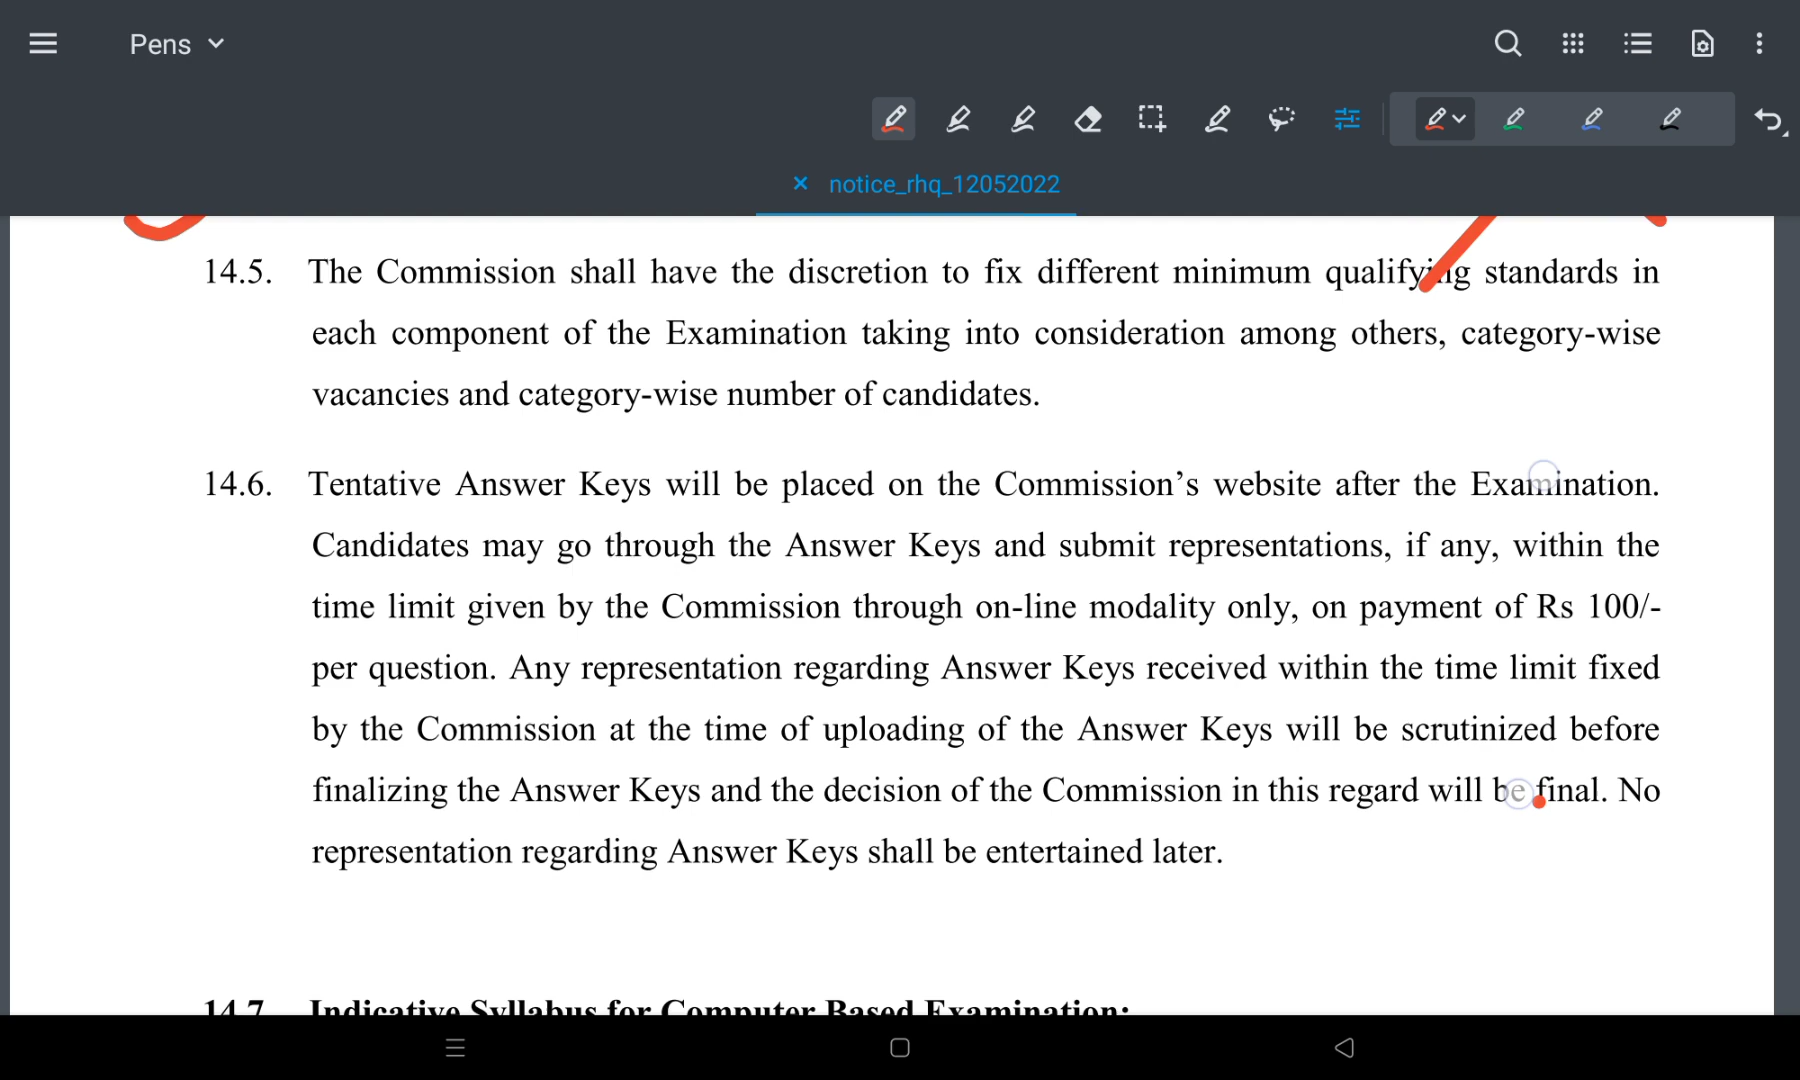 Pens
notice_rhq_12052022
14.5. The Commission shall have the discretion to fix different minimum qualifying standards in
each component of the Examination taking into consideration among others, category-wise
vacancies and category-wise number of candidates.
14.6. Tentative Answer Keys will be placed on the Commission’s website after the Examination.
Candidates may go through the Answer Keys and submit representations, if any, within the
time limit given by the Commission through on-line modality only, on payment of Rs 100/-
per question. Any representation regarding Answer Keys received within the time limit fixed
by the Commission at the time of uploading of the Answer Keys will be scrutinized before
finalizing the Answer Keys and the decision of the Commission in this regard will be final. No
representation regarding Answer Keys shall be entertained later.
14.7 Indicative Syllabus for Computer Based Examination: